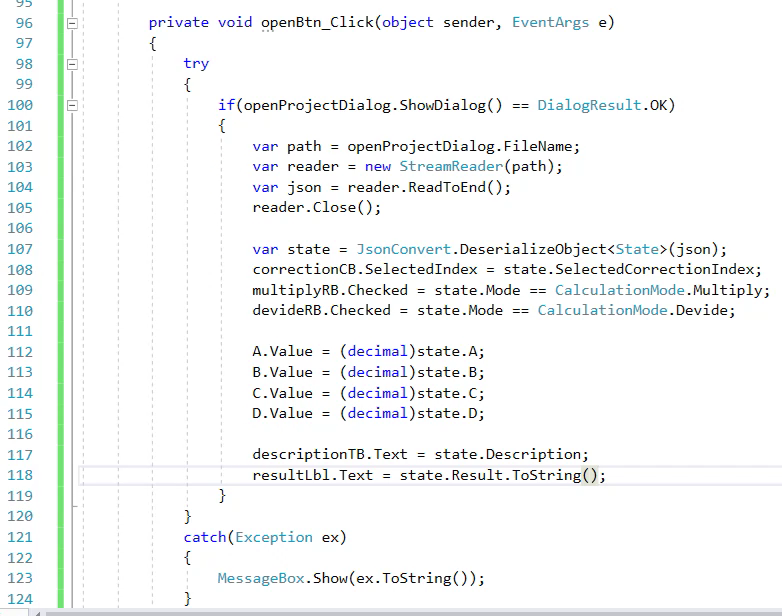 95
96 private void openBtn_Click(object sender, EventArgs e)
97 {
98 try
99 {
100 if(openProjectDialog.ShowDialog() == DialogResult.OK)
101 {
102 var path = openProjectDialog.FileName;
103 var reader = new StreamReader(path);
104 var json = reader.ReadToEnd();
105 reader.Close();
106
107 var state = JsonConvert.DeserializeObject<State>(json);
108 correctionCB.SelectedIndex = state.SelectedCorrectionIndex;
109 multiplyRB.Checked = state.Mode == CalculationMode.Multiply;
110 devideRB.Checked = state.Mode == CalculationMode.Devide;
111
112 A.Value = (decimal)state.A;
113 B.Value = (decimal)state.B;
114 C.Value = (decimal)state.C;
115 D.Value = (decimal)state.D;
116
117 descriptionTB.Text = state.Description;
118 resultLbl.Text = state.Result.ToString();
119 }
120 }
121 catch(Exception ex)
122 {
123 MessageBox.Show(ex.ToString());
124 }